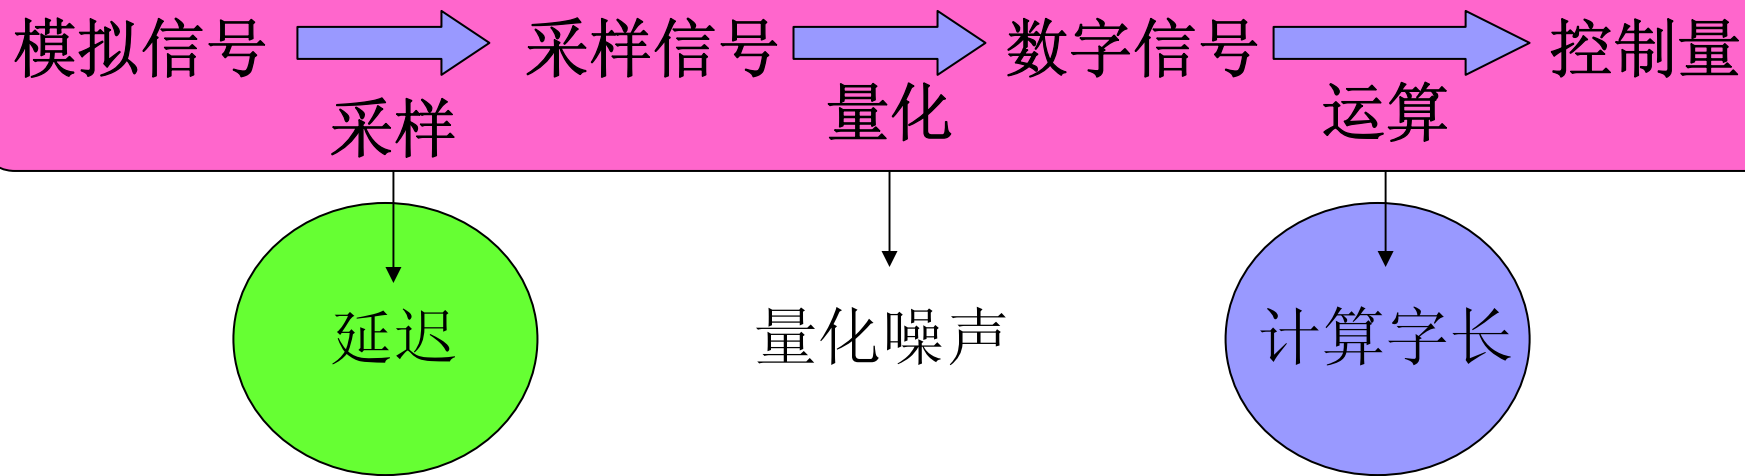 模拟信号 采样信号 数字信号 控制量
采样 量化 运算
延迟 量化噪声 计算字长